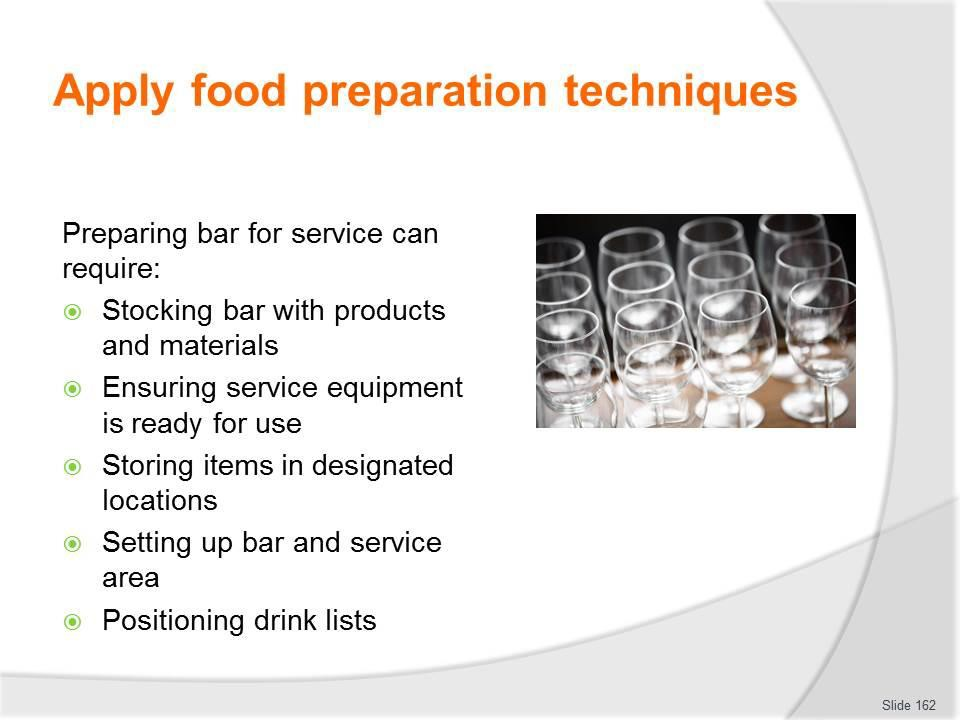 Apply food preparation techniques
Preparing bar for service can
require:
Stocking bar with products
and materials
Ensuring service equipment
is ready for use
Storing items in designated
locations
Setting up bar and service
area
Positioning drink lists
Slide 162